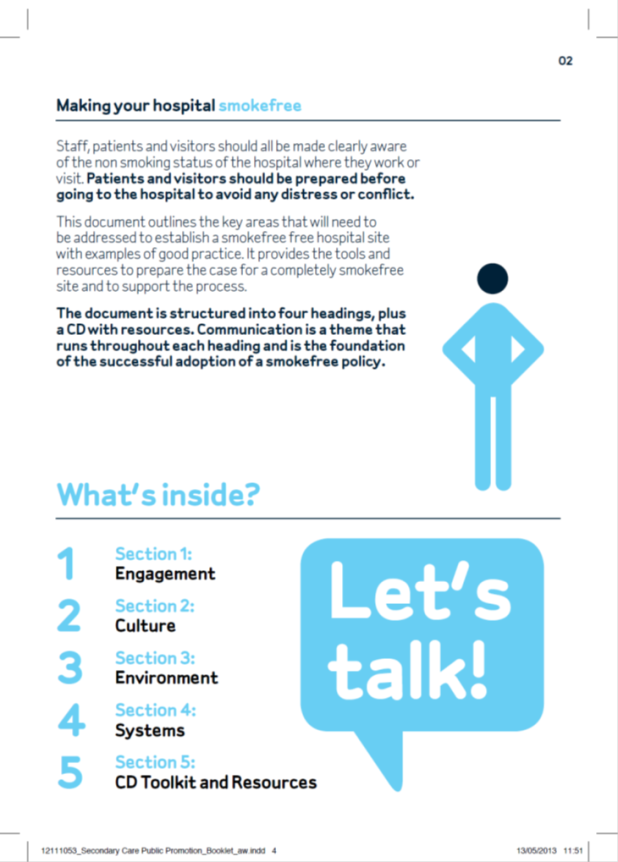 02
Making your hospital smokefree
Staff, patients and visitors should all be made clearly aware
of the non smoking status of the hospital where they work or
visit. Patients and visitors should be prepared before
going to the hospital to avoid any distress or conflict.
This document outlines the key areas that will need to
be addressed to establish a smokefree free hospital site
with examples of good practice. It provides the tools and
resources to prepare the case for a completely smokefree
site and to support the process.
The document is structured into four headings, plus
a CD with resources. Communication is a theme that
runs throughout each heading and is the foundation
of the successful adoption of a smokefree policy.
What's inside?
1 Section 1:
Engagement
2 Section 2:
Culture
3 Section 3:
Environment
4 Section 4:
Systems
5 Section 5:
CD Toolkit and Resources
Let's
talk!
12111053_Secondary Care Public Promotion_Booklet_aw.indd 4 13/05/2013 11:51